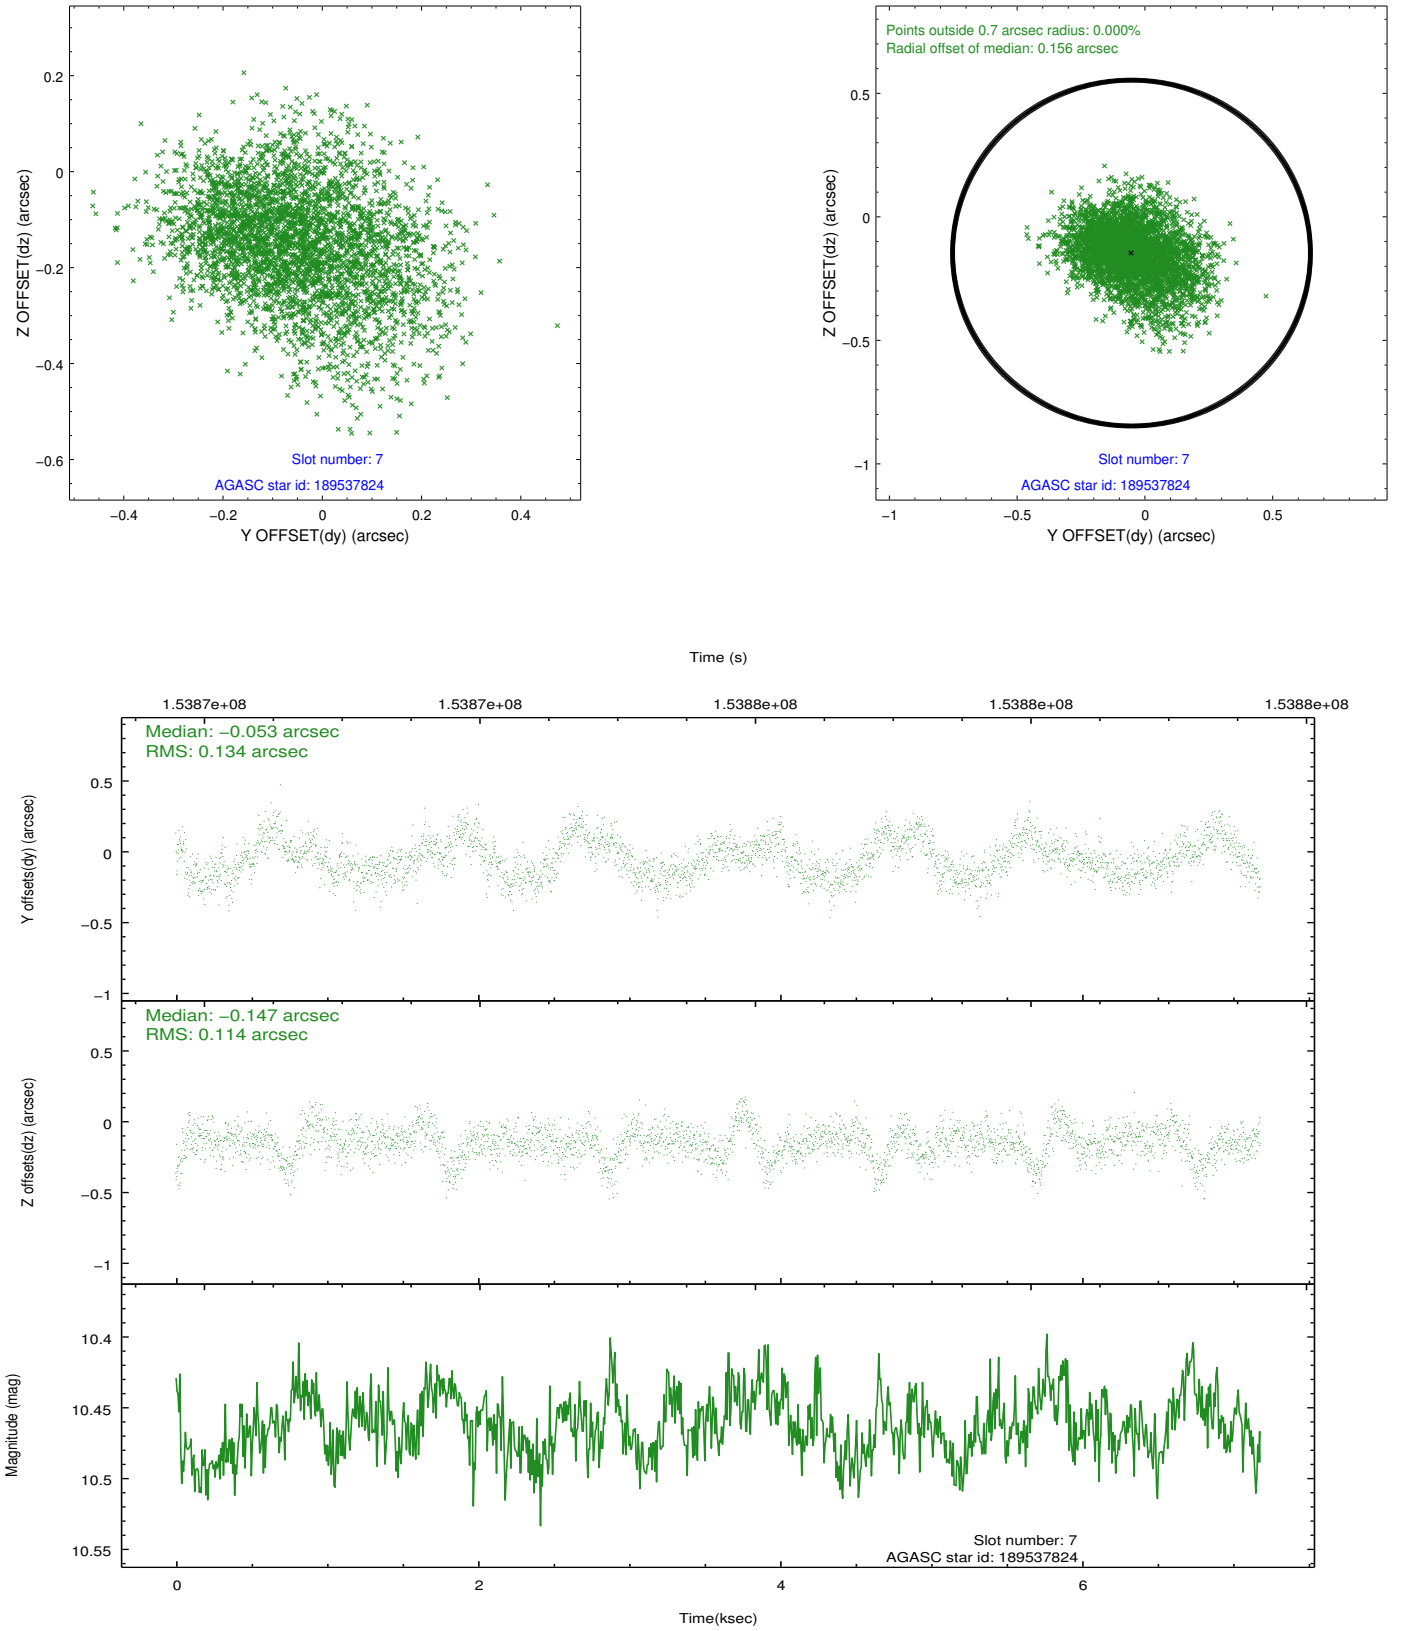 0.2
0
−0.2
−0.4
−0.6
Z OFFSET(dz) (arcsec)
Slot number: 7
AGASC star id: 189537824
−0.4 −0.2 0 0.2 0.4
Y OFFSET(dy) (arcsec)
Points outside 0.7 arcsec radius: 0.000%
Radial offset of median: 0.156 arcsec
0.5
0
−0.5
−1
Z OFFSET(dz) (arcsec)
Slot number: 7
AGASC star id: 189537824
−1 −0.5 0 0.5
Y OFFSET(dy) (arcsec)
Time (s)
1.5387e+08 1.5387e+08 1.5388e+08 1.5388e+08 1.5388e+08
Median: −0.053 arcsec
RMS: 0.134 arcsec
0.5
0
−0.5
−1
Y offsets(dy) (arcsec)
Median: −0.147 arcsec
RMS: 0.114 arcsec
0.5
0
−0.5
−1
Z offsets(dz) (arcsec)
10.4
10.45
10.5
10.55
Magnitude (mag)
Slot number: 7
AGASC star id: 189537824
0 2 4 6
Time(ksec)